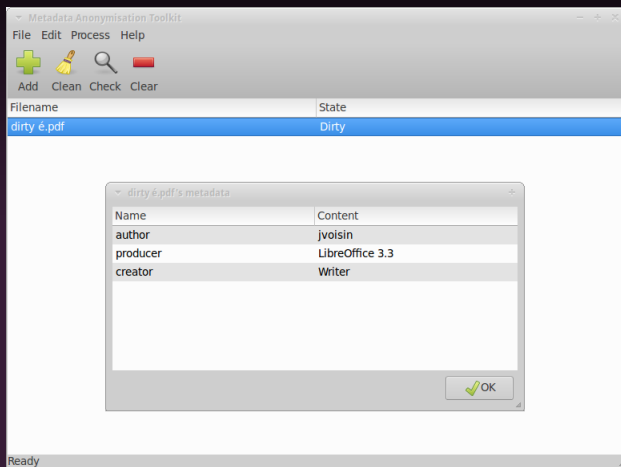 Metadata Anonymisation Toolkit
File Edit Process Help
Add Clean Check Clear
Filename State
dirty é.pdf Dirty
dirty é.pdf's metadata
Name Content
author jvoisin
producer LibreOffice 3.3
creator Writer
OK
Ready